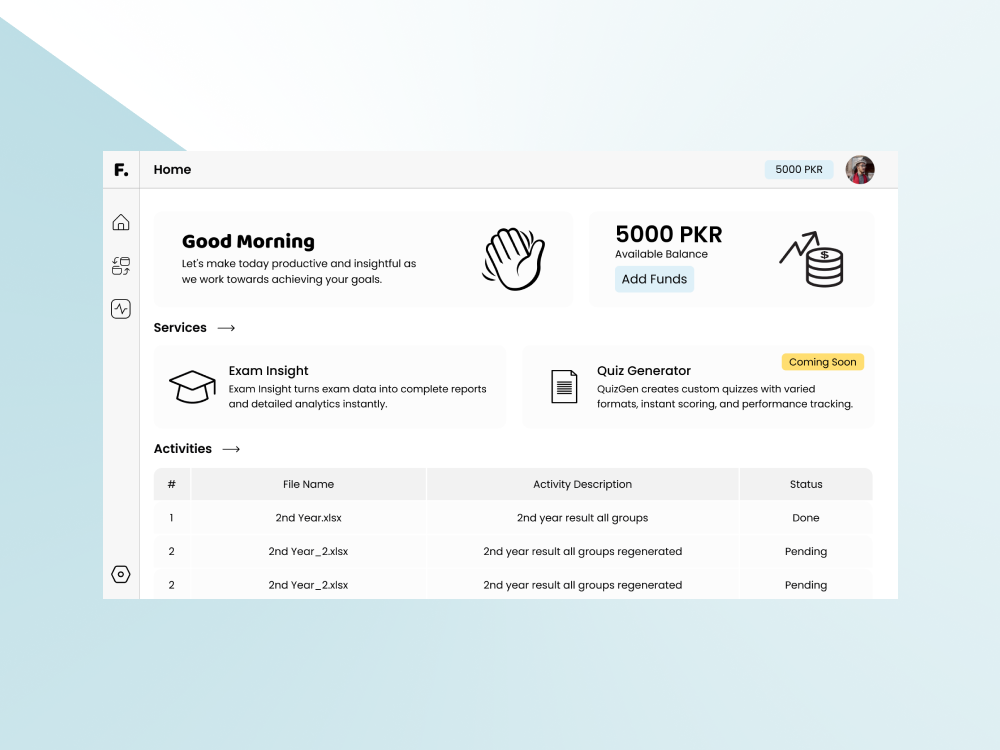 F.
Home
5000 PKR
Good Morning
Let's make today productive and insightful as
we work towards achieving your goals.
5000 PKR
Available Balance
Add Funds
$
Services
Exam Insight
Exam Insight turns exam data into complete reports
and detailed analytics instantly.
Coming Soon
Quiz Generator
QuizGen creates custom quizzes with varied
formats, instant scoring, and performance tracking.
Activities
# File Name Activity Description Status
1 2nd Year.xlsx 2nd year result all groups Done
2 2nd Year_2.xlsx 2nd year result all groups regenerated Pending
2 2nd Year_2.xlsx 2nd year result all groups regenerated Pending